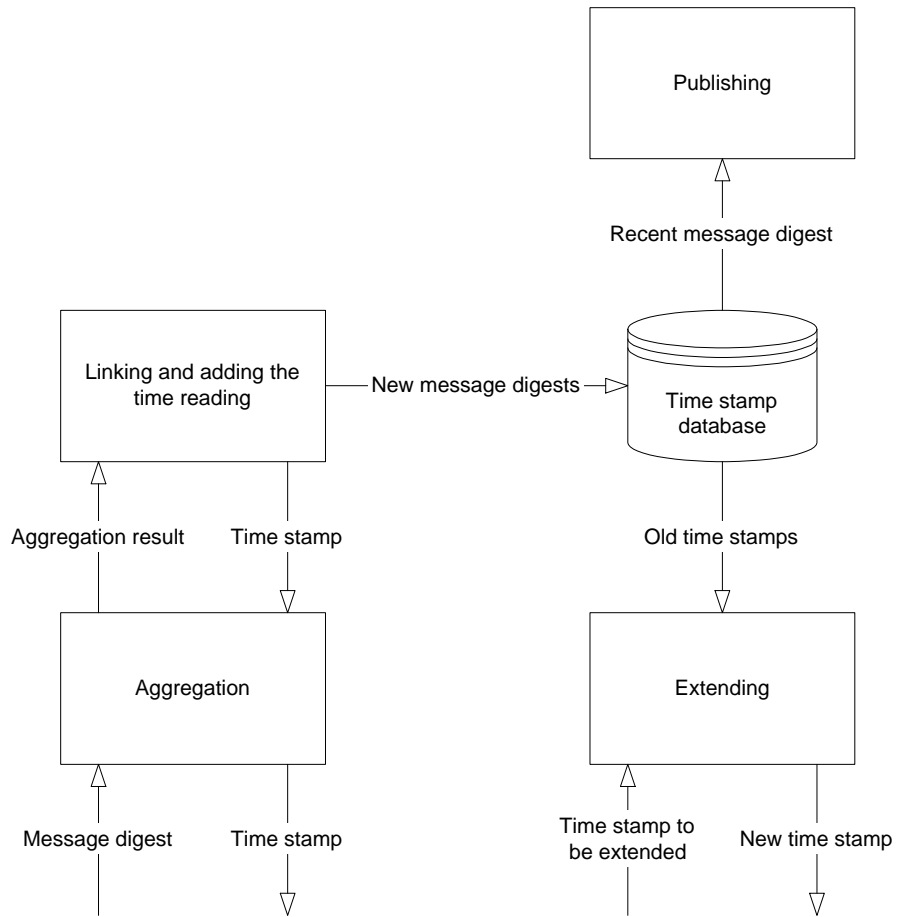 Publishing
Recent message digest
Linking and adding the
time reading
New message digests
Time stamp
database
Aggregation result
Time stamp
Old time stamps
Aggregation
Extending
Message digest
Time stamp
Time stamp to
be extended
New time stamp